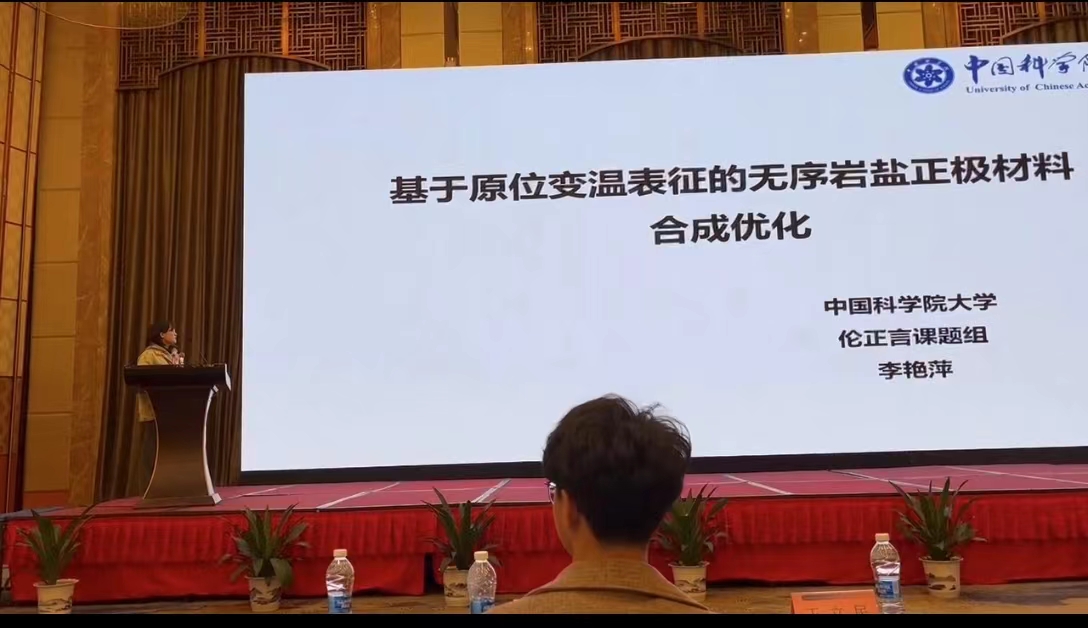 中国科学院
University of Chinese Ac
基于原位变温表征的无序岩盐正极材料
合成优化
中国科学院大学
伦正言课题组
李艳萍